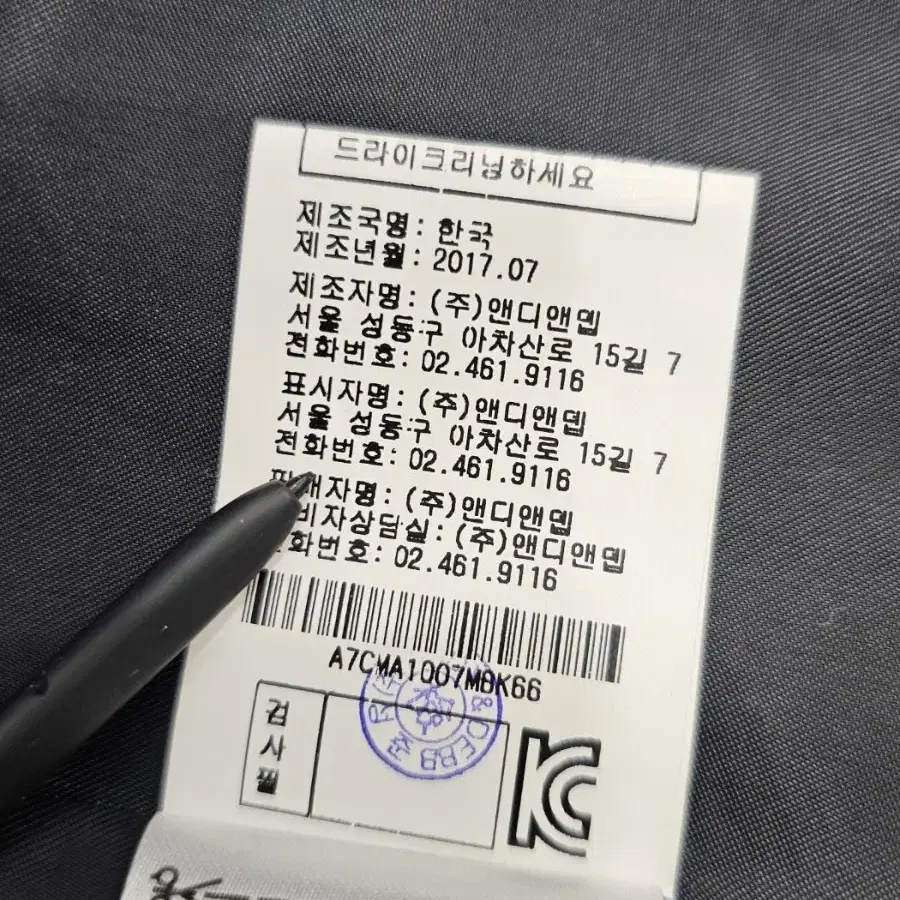 드라이크리닝하세요
제조국명: 한국
제조년월: 2017.07
제조자명: (주)앤디앤뎁
서울 성동구 아차산로 15길 7
전화번호: 02.461.9116
표시자명: (주)앤디앤뎁
서울 성동구 아차산로 15길 7
전화번호: 02.461.9116
자명: (주)앤디앤뎁
비자상담실: (주)앤디앤뎁
화번호: 02.461.9116
A7CMA1007MBK66
검사필
KC